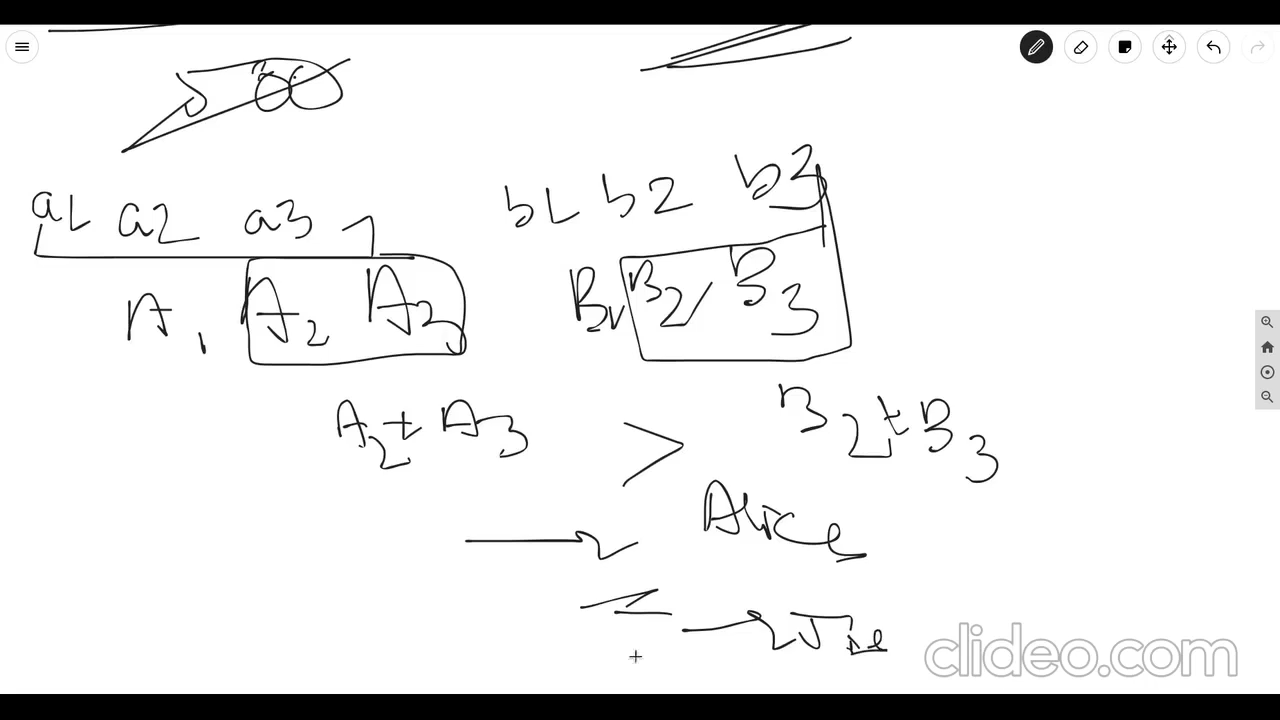 a1 a2 a3
b1 b2 b3
A1 A2 A3
B1 B2, B3
A2 + A3 > B2 + B3
→ Alice
= → Tie
clideo.com